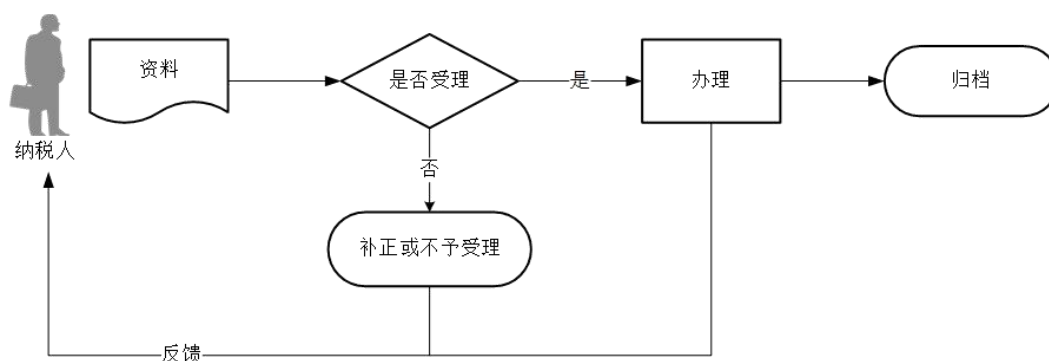 纳税人
资料
是否受理
是
办理
归档
否
补正或不予受理
反馈